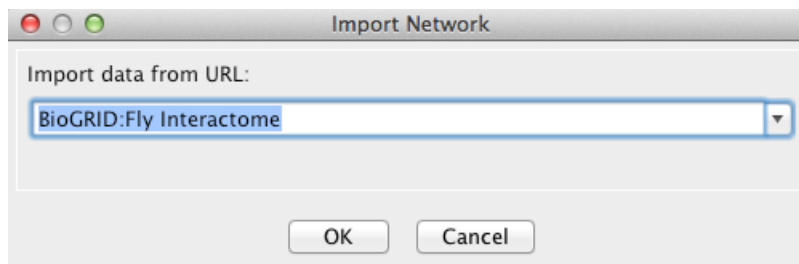 Import Network
Import data from URL:
BioGRID:Fly Interactome
OK Cancel